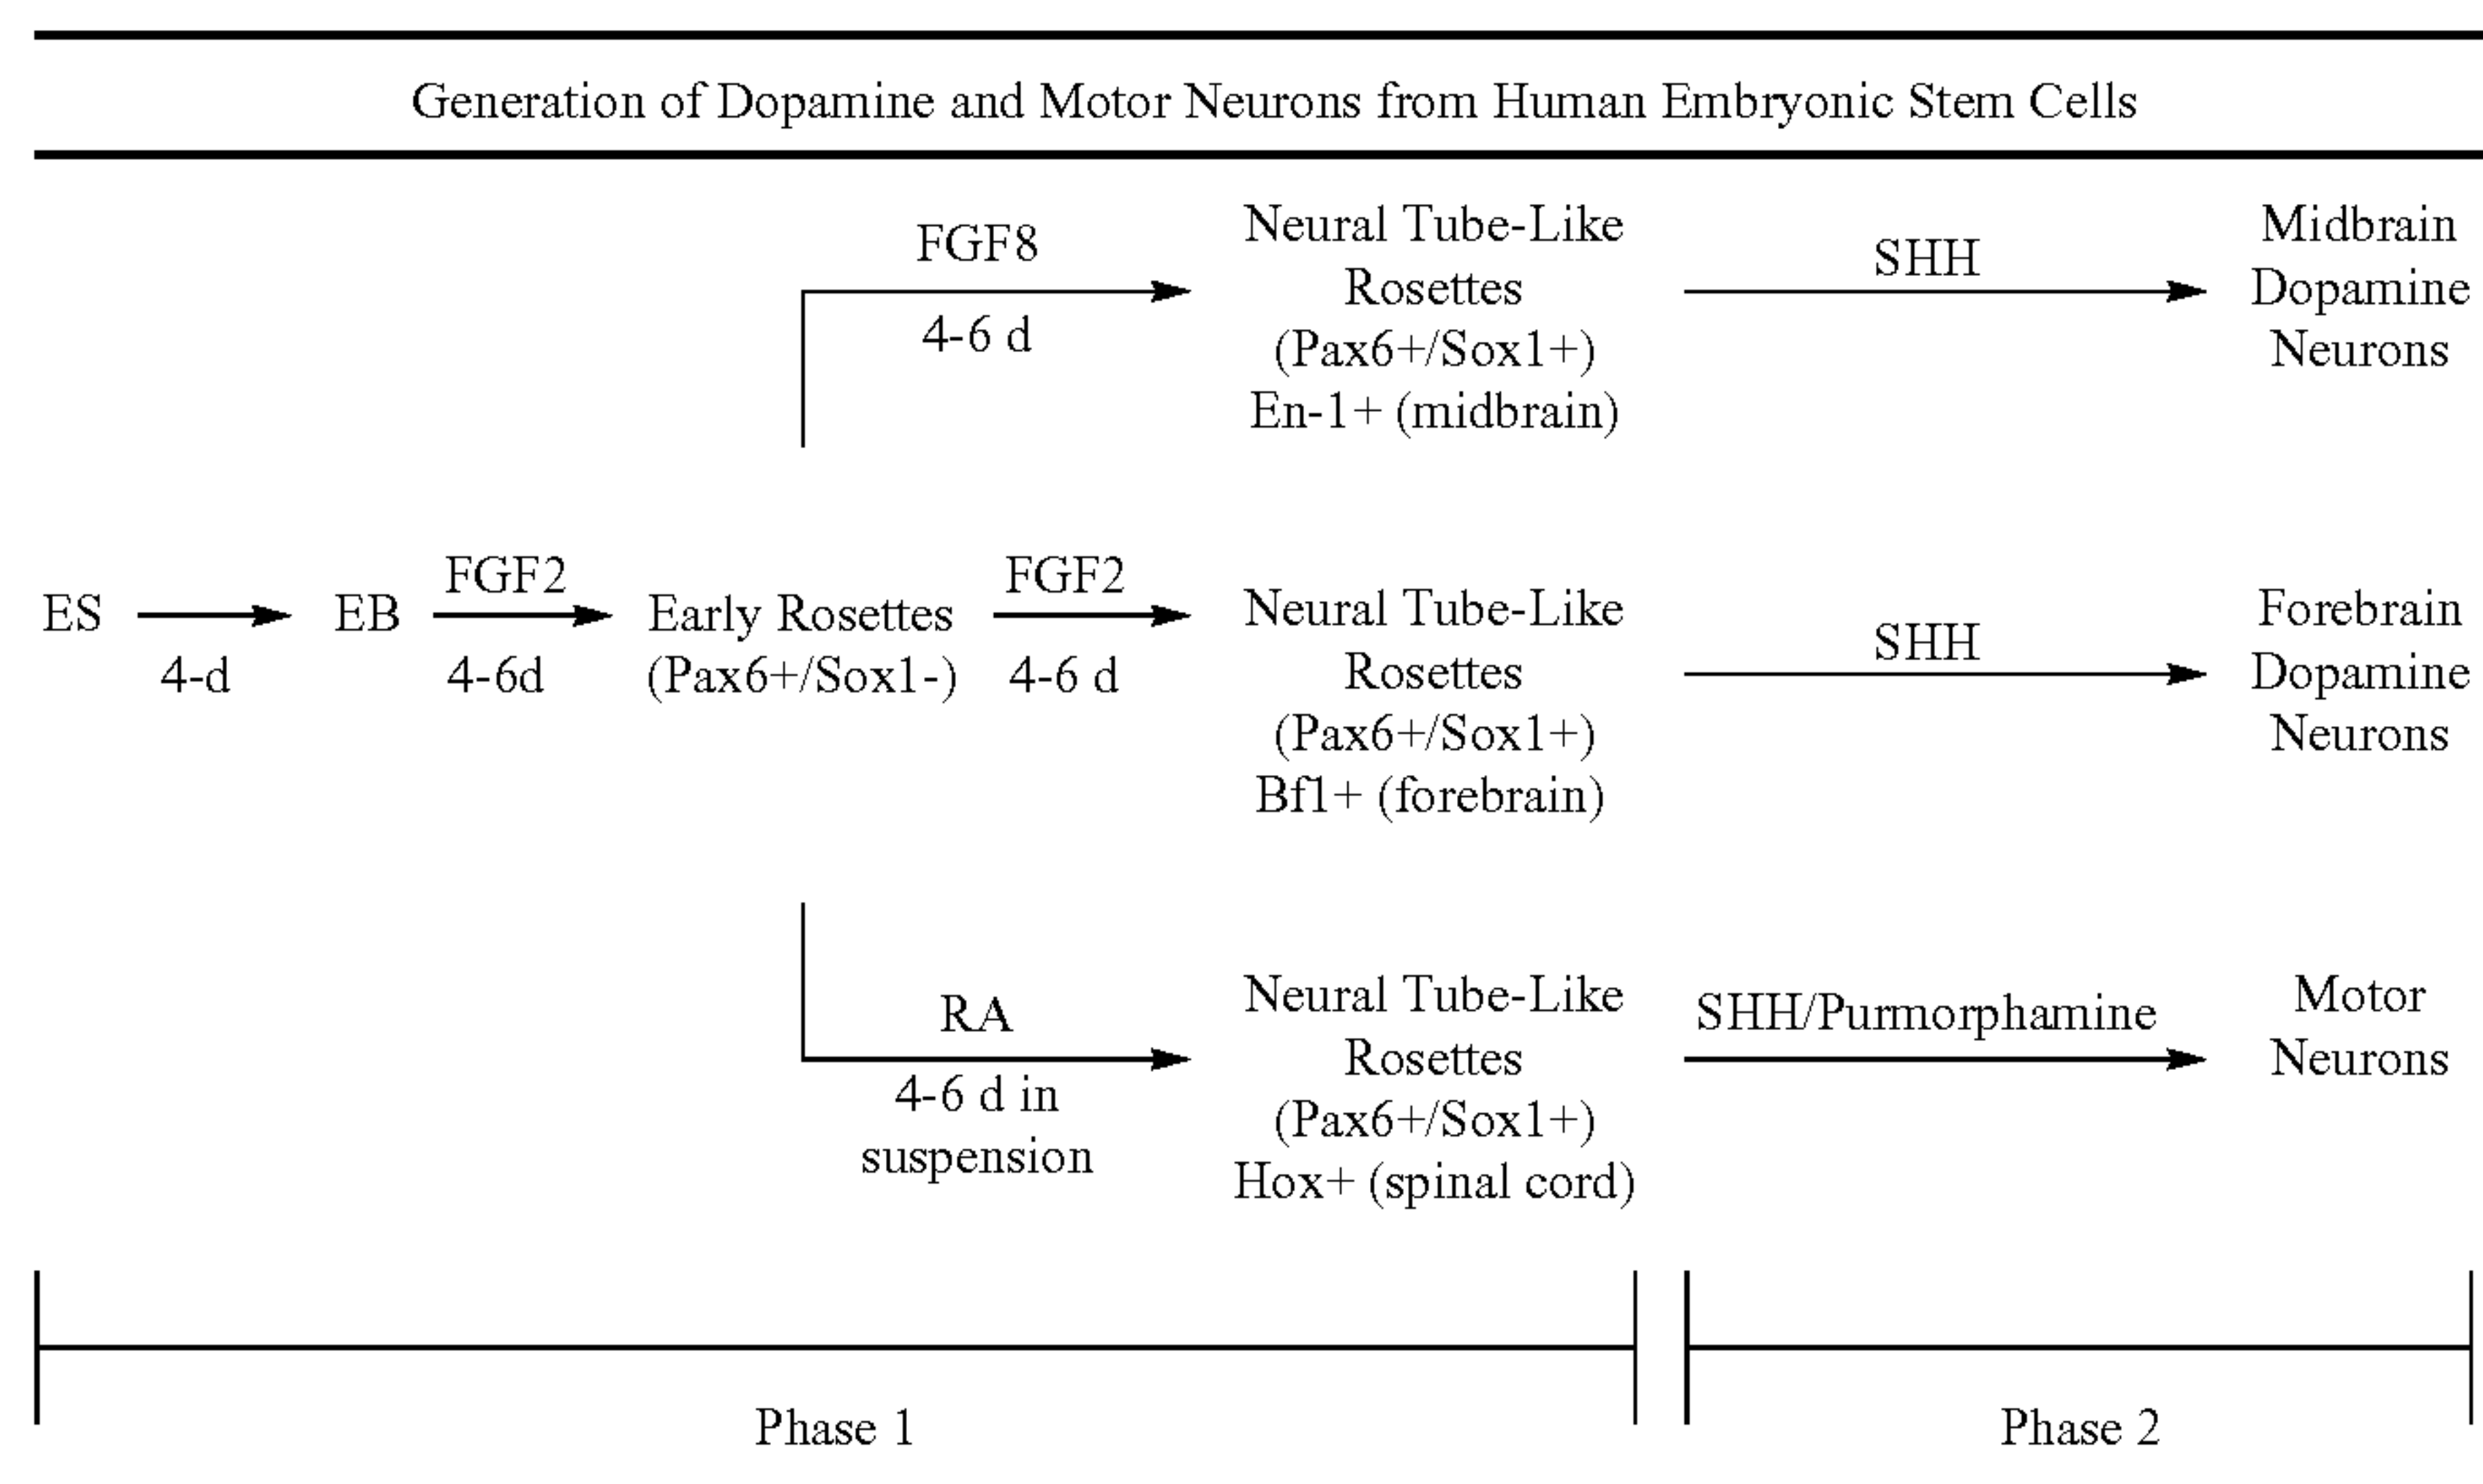 Generation of Dopamine and Motor Neurons from Human Embryonic Stem Cells
FGF8
4-6 d
Neural Tube-Like
Rosettes
(Pax6+/Sox1+)
En-1+ (midbrain)
SHH
Midbrain
Dopamine
Neurons
ES
4-d
EB
FGF2
4-6d
Early Rosettes
(Pax6+/Sox1-)
FGF2
4-6 d
Neural Tube-Like
Rosettes
(Pax6+/Sox1+)
Bf1+ (forebrain)
SHH
Forebrain
Dopamine
Neurons
RA
4-6 d in
suspension
Neural Tube-Like
Rosettes
(Pax6+/Sox1+)
Hox+ (spinal cord)
SHH/Purmorphamine
Motor
Neurons
Phase 1
Phase 2